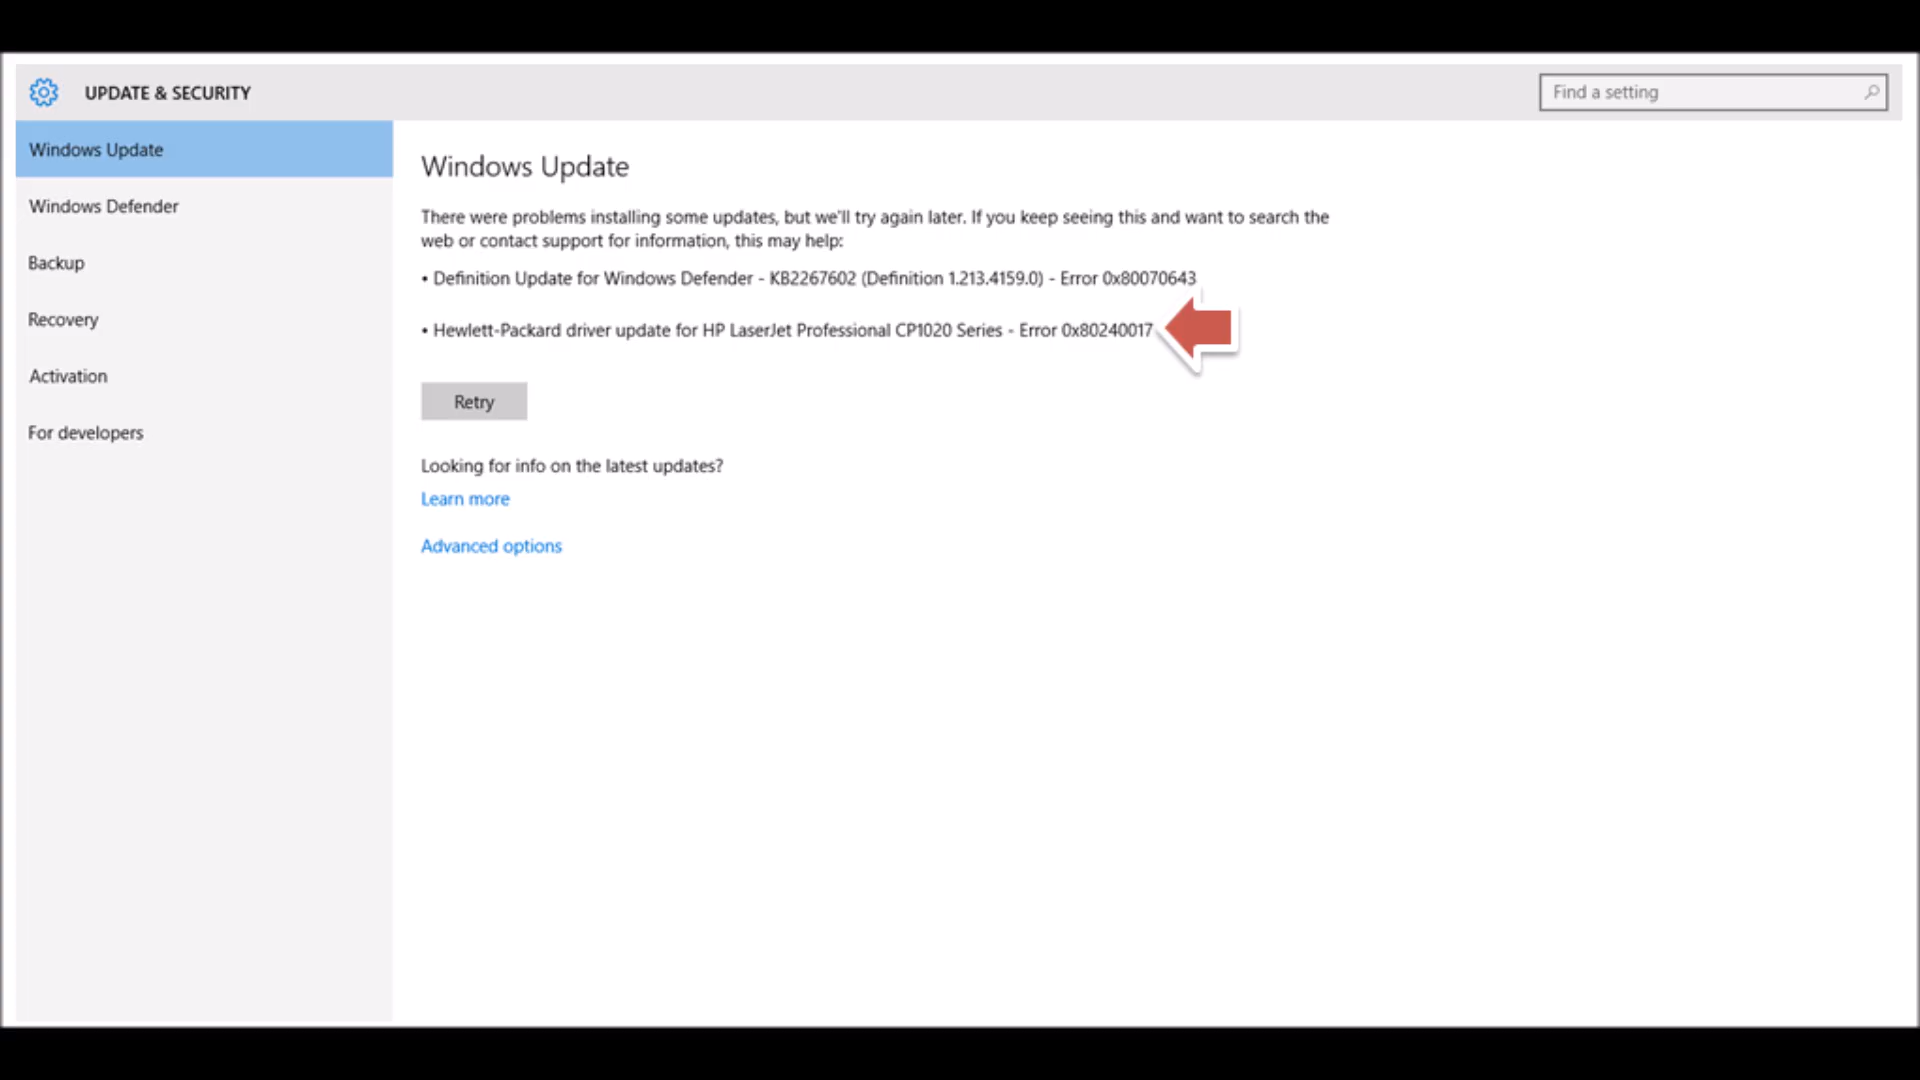 UPDATE & SECURITY
Find a setting
Windows Update
Windows Defender
Backup
Recovery
Activation
For developers
Windows Update
There were problems installing some updates, but we'll try again later. If you keep seeing this and want to search the
web or contact support for information, this may help:
• Definition Update for Windows Defender - KB2267602 (Definition 1.213.4159.0) - Error 0x80070643
• Hewlett-Packard driver update for HP LaserJet Professional CP1020 Series - Error 0x80240017
Retry
Looking for info on the latest updates?
Learn more
Advanced options